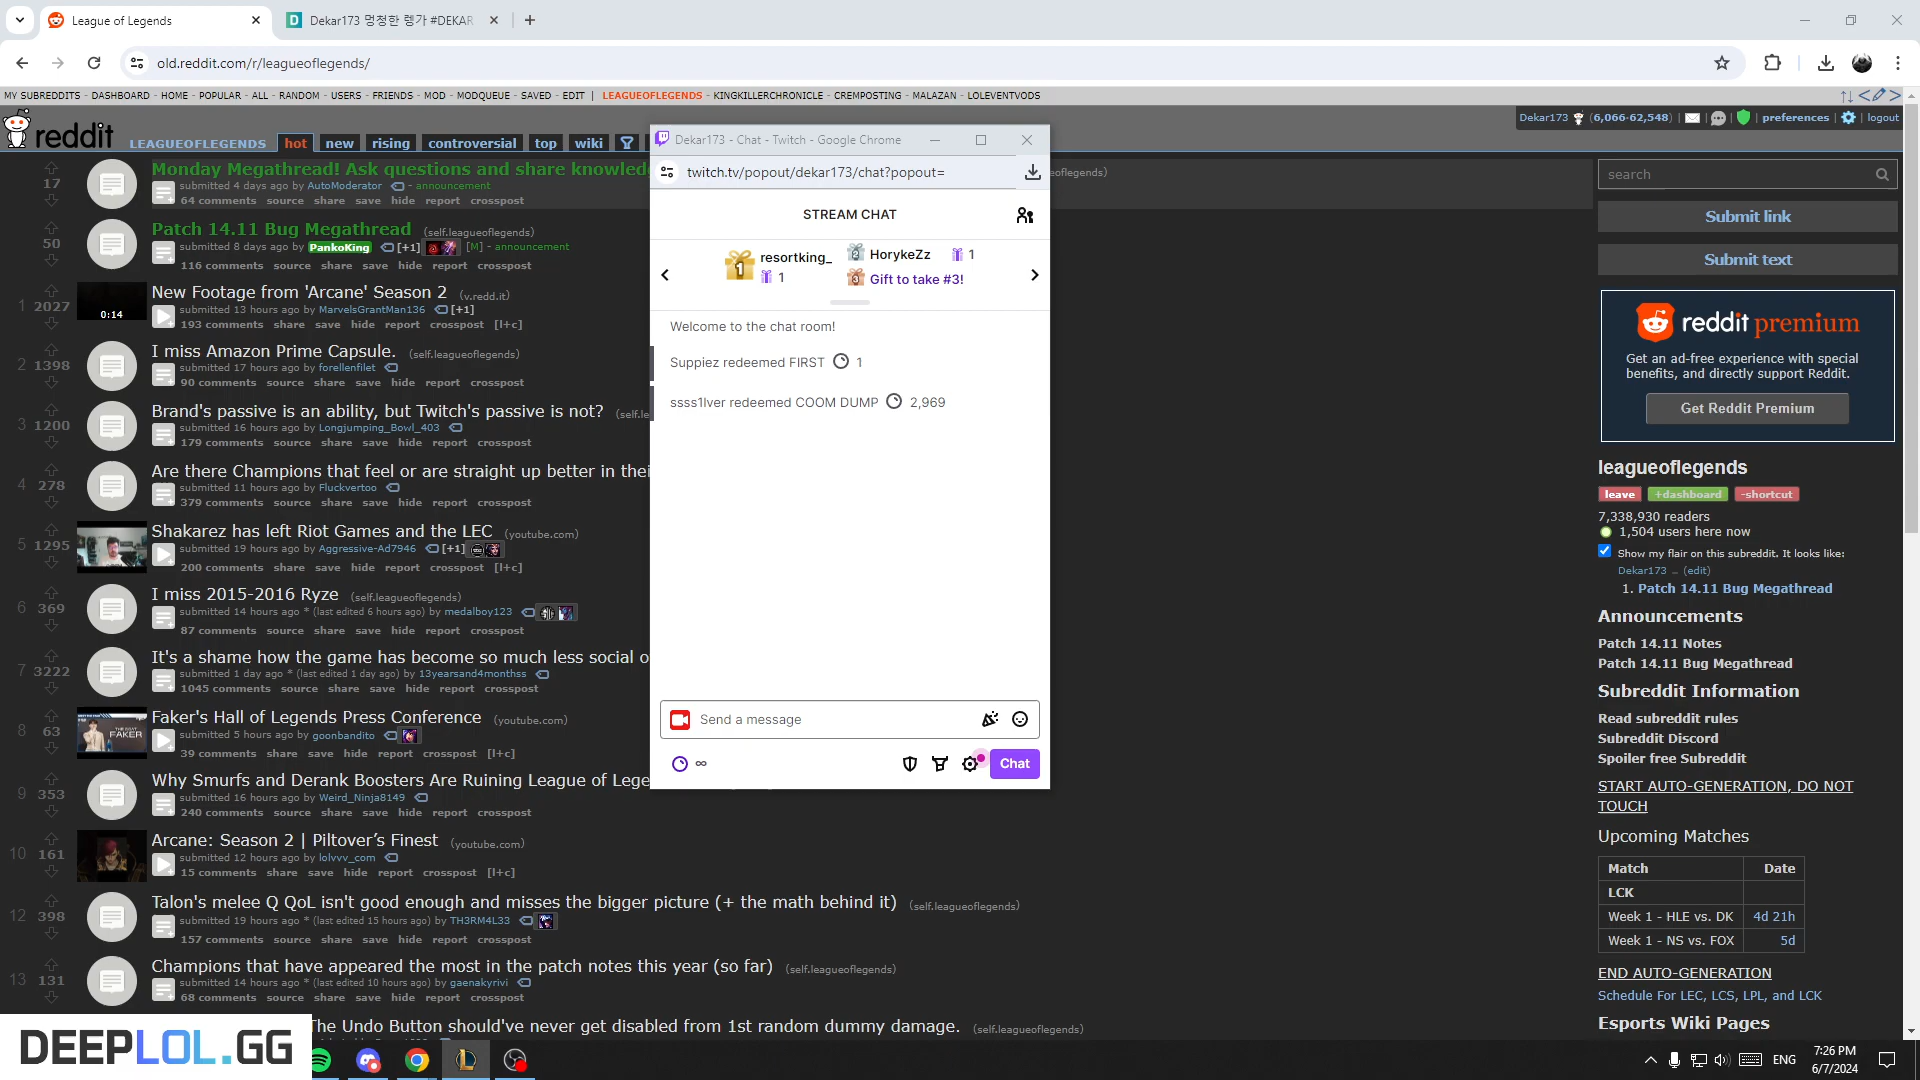 League of Legends
Dekar173 멍청한 렝가 #DEKAR
old.reddit.com/r/leagueoflegends/
MY SUBREDDITS - DASHBOARD - HOME - POPULAR - ALL - RANDOM - USERS - FRIENDS - MOD - MODQUEUE - SAVED - EDIT | LEAGUEOFLEGENDS - KINGKILLERCHRONICLE - CREMPOSTING - MALAZAN - LOLEVENTVODS
Dekar173 (6,066·62,548) | | | | preferences | | logout
reddit LEAGUEOFLEGENDS hot new rising controversial top wiki
17
Monday Megathread! Ask questions and share knowled
eoflegends)
submitted 4 days ago by AutoModerator - announcement
64 comments source share save hide report crosspost
50
Patch 14.11 Bug Megathread (self.leagueoflegends)
submitted 8 days ago by PankoKing [+1] [M] - announcement
116 comments source share save hide report crosspost
1 2027
0:14
New Footage from 'Arcane' Season 2 (v.redd.it)
submitted 13 hours ago by MarvelsGrantMan136 [+1]
193 comments share save hide report crosspost [l+c]
2 1398
I miss Amazon Prime Capsule. (self.leagueoflegends)
submitted 17 hours ago by forellenfilet
90 comments source share save hide report crosspost
3 1200
Brand's passive is an ability, but Twitch's passive is not? (self.le
submitted 16 hours ago by Longjumping_Bowl_403
179 comments source share save hide report crosspost
4 278
Are there Champions that feel or are straight up better in thei
submitted 11 hours ago by Fluckvertoo
379 comments source share save hide report crosspost
5 1295
Shakarez has left Riot Games and the LEC (youtube.com)
submitted 19 hours ago by Aggressive-Ad7946 [+1]
200 comments share save hide report crosspost [l+c]
6 369
I miss 2015-2016 Ryze (self.leagueoflegends)
submitted 14 hours ago * (last edited 6 hours ago) by medalboy123
87 comments source share save hide report crosspost
7 3222
It's a shame how the game has become so much less social o
submitted 1 day ago * (last edited 1 day ago) by 13yearsand4monthss
1045 comments source share save hide report crosspost
8 63
FAKER
Faker's Hall of Legends Press Conference (youtube.com)
submitted 5 hours ago by goonbandito
39 comments share save hide report crosspost [l+c]
9 353
Why Smurfs and Derank Boosters Are Ruining League of Lege
submitted 16 hours ago by Weird_Ninja8149
240 comments source share save hide report crosspost
10 161
Arcane: Season 2 | Piltover’s Finest (youtube.com)
submitted 12 hours ago by lolvvv_com
15 comments share save hide report crosspost [l+c]
12 398
Talon's melee Q QoL isn't good enough and misses the bigger picture (+ the math behind it) (self.leagueoflegends)
submitted 19 hours ago * (last edited 15 hours ago) by TH3RM4L33
157 comments source share save hide report crosspost
13 131
Champions that have appeared the most in the patch notes this year (so far) (self.leagueoflegends)
submitted 14 hours ago * (last edited 10 hours ago) by gaenakyrivi
68 comments source share save hide report crosspost
The Undo Button should've never get disabled from 1st random dummy damage. (self.leagueoflegends)
Dekar173 - Chat - Twitch - Google Chrome
twitch.tv/popout/dekar173/chat?popout=
STREAM CHAT
1 resortking_ 1
2 HorykeZz 1
3 Gift to take #3!
Welcome to the chat room!
Suppiez redeemed FIRST 1
ssss1lver redeemed COOM DUMP 2,969
Send a message
∞ Chat
search
Submit link
Submit text
reddit premium
Get an ad-free experience with special
benefits, and directly support Reddit.
Get Reddit Premium
leagueoflegends
leave +dashboard -shortcut
7,338,930 readers
1,504 users here now
Show my flair on this subreddit. It looks like:
Dekar173 (edit)
1. Patch 14.11 Bug Megathread
Announcements
Patch 14.11 Notes
Patch 14.11 Bug Megathread
Subreddit Information
Read subreddit rules
Subreddit Discord
Spoiler free Subreddit
START AUTO-GENERATION, DO NOT
TOUCH
Upcoming Matches
Match Date
LCK
Week 1 - HLE vs. DK 4d 21h
Week 1 - NS vs. FOX 5d
END AUTO-GENERATION
Schedule For LEC, LCS, LPL, and LCK
Esports Wiki Pages
DEEPLOL.GG
ENG
7:26 PM
6/7/2024